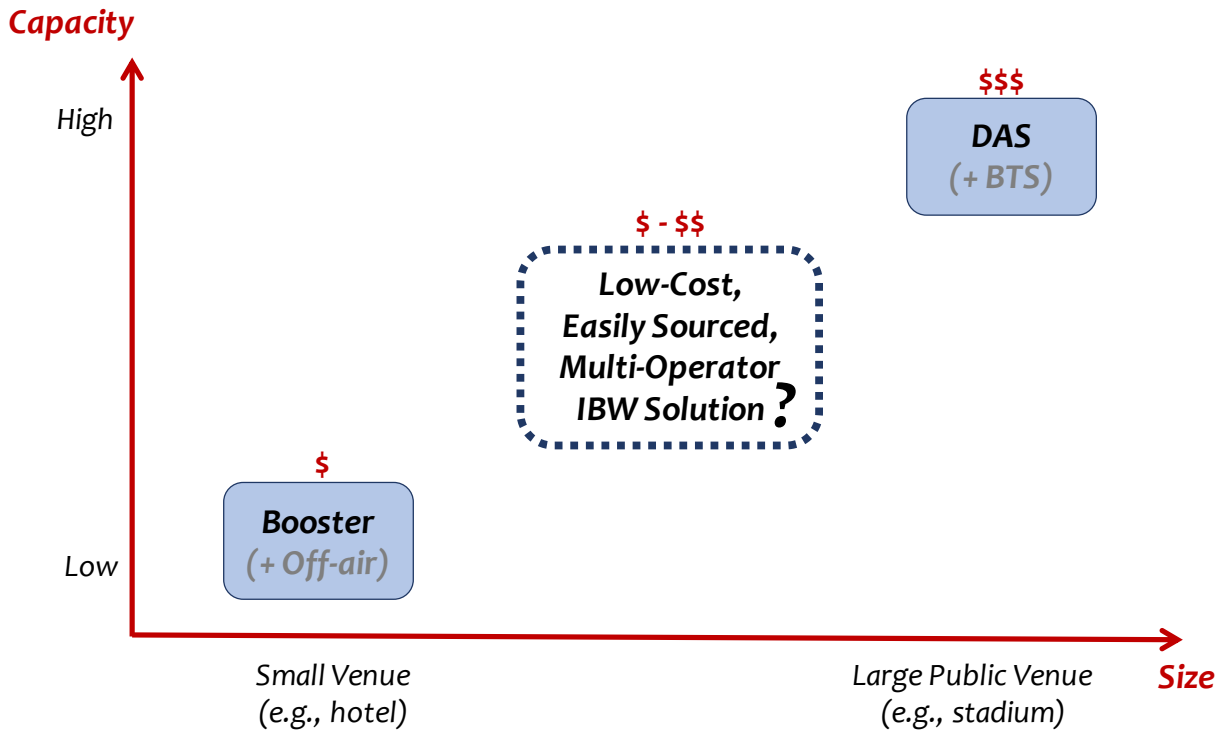 Capacity
High
$$$
DAS
(+ BTS)
$ - $$
Low-Cost,
Easily Sourced,
Multi-Operator
IBW Solution ?
$
Booster
(+ Off-air)
Low
Small Venue
(e.g., hotel)
Large Public Venue
(e.g., stadium)
Size